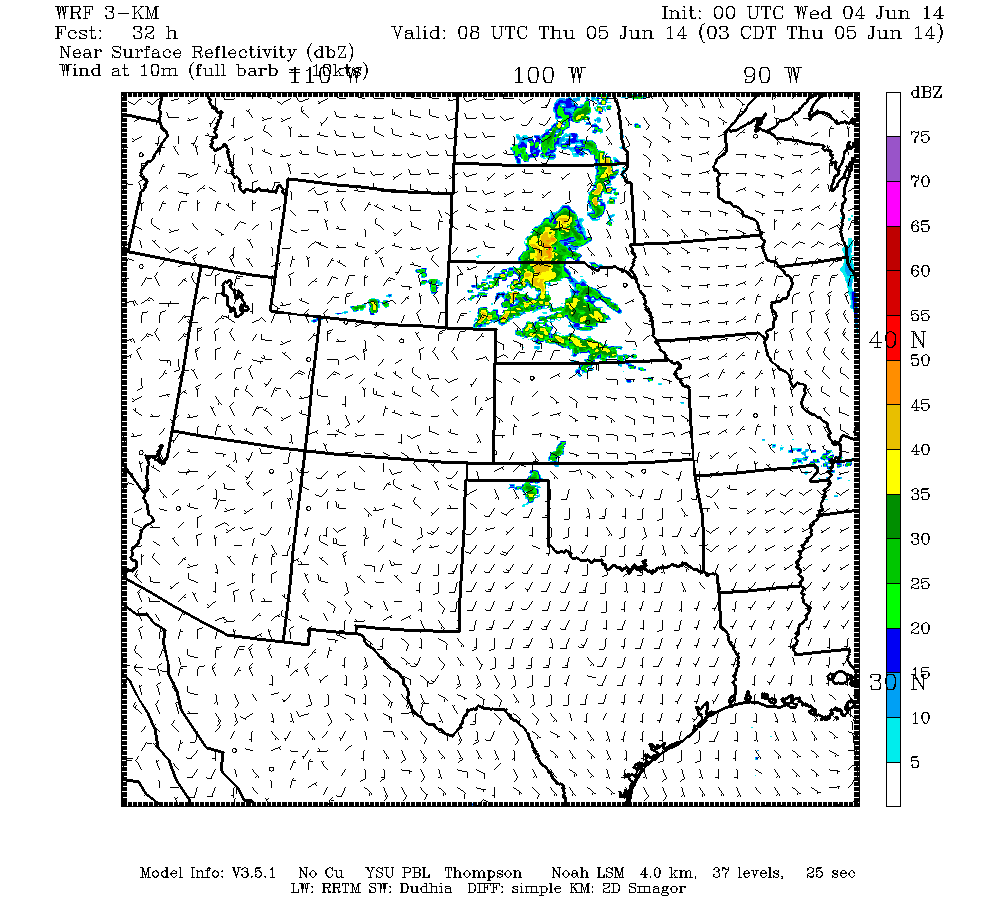 WRF 3-KM
Init: 00 UTC Wed 04 Jun 14
Fcst: 32 h
Valid: 08 UTC Thu 05 Jun 14 (03 CDT Thu 05 Jun 14)
Near Surface Reflectivity (dbZ)
Wind at 10m (full barb = 10kts)
110 W
100 W
90 W
dBZ
75
70
65
60
55
40 N
50
45
40
35
30
25
20
15
30 N
10
5
Model Info: V3.5.1 No Cu YSU PBL Thompson Noah LSM 4.0 km, 37 levels, 25 sec
LW: RRTM SW: Dudhia DIFF: simple KM: 2D Smagor